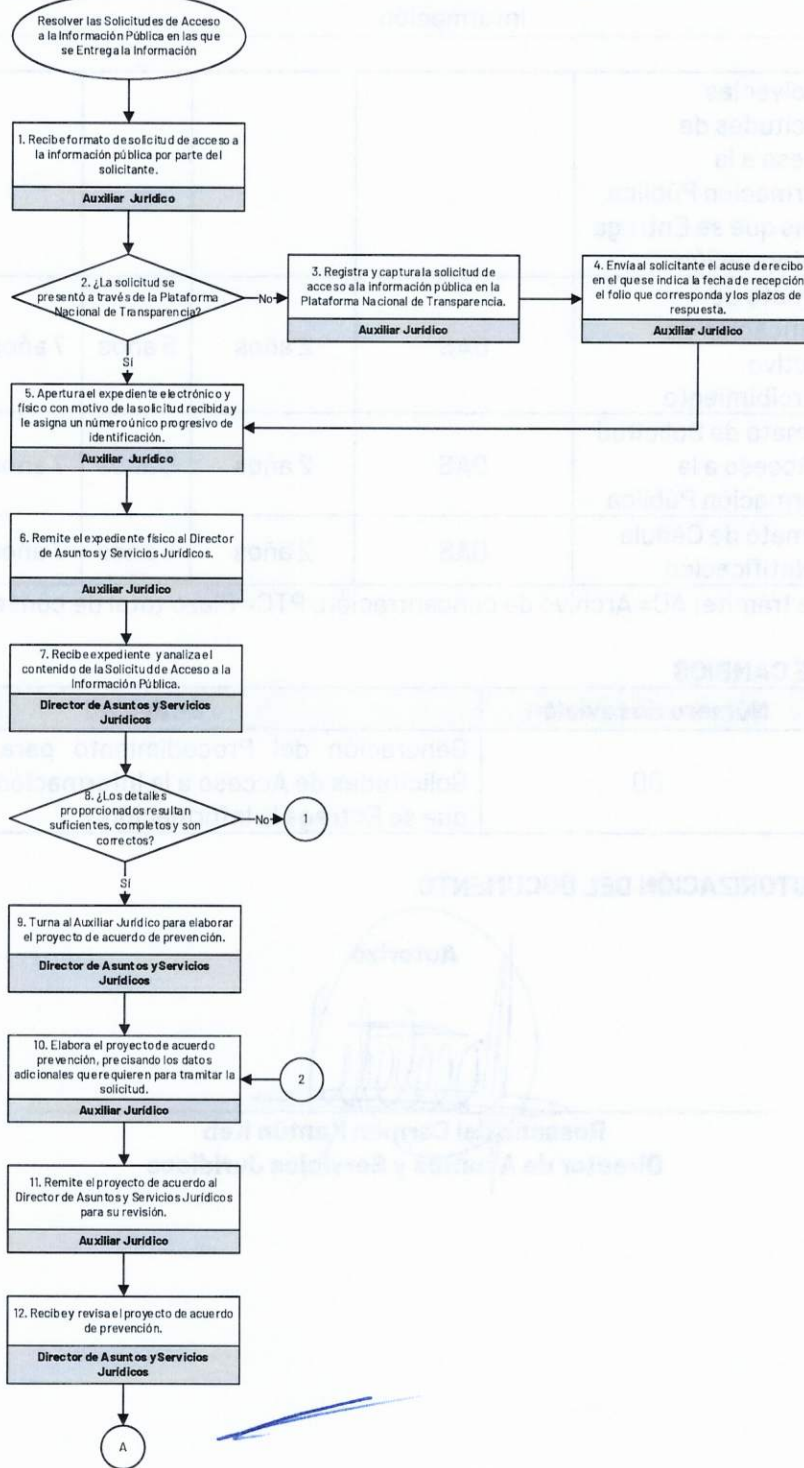 Resolver las Solicitudes de Acceso
a la Información Pública en las que
se Entrega la Información
1. Recibe formato de solicitud de acceso a
la información pública por parte del
solicitante.
Auxiliar Jurídico
2. ¿La solicitud se
presentó a través de la Plataforma
Nacional de Transparencia?
No
3. Registra y captura la solicitud de
acceso a la información pública en la
Plataforma Nacional de Transparencia.
Auxiliar Jurídico
4. Envía al solicitante el acuse de recibo
en el que se indica la fecha de recepción
el folio que corresponda y los plazos de
respuesta.
Auxiliar Jurídico
Sí
5. Apertura el expediente electrónico y
físico con motivo de la solicitud recibida y
le asigna un número único progresivo de
identificación.
Auxiliar Jurídico
6. Remite el expediente físico al Director
de Asuntos y Servicios Jurídicos.
Auxiliar Jurídico
7. Recibe expediente y analiza el
contenido de la Solicitud de Acceso a la
Información Pública.
Director de Asuntos y Servicios
Jurídicos
8. ¿Los detalles
proporcionados resultan
suficientes, completos y son
correctos?
No
1
Sí
9. Turna al Auxiliar Jurídico para elaborar
el proyecto de acuerdo de prevención.
Director de Asuntos y Servicios
Jurídicos
10. Elabora el proyecto de acuerdo
prevención, precisando los datos
adicionales que requieren para tramitar la
solicitud.
Auxiliar Jurídico
2
11. Remite el proyecto de acuerdo al
Director de Asuntos y Servicios Jurídicos
para su revisión.
Auxiliar Jurídico
12. Recibe y revisa el proyecto de acuerdo
de prevención.
Director de Asuntos y Servicios
Jurídicos
A